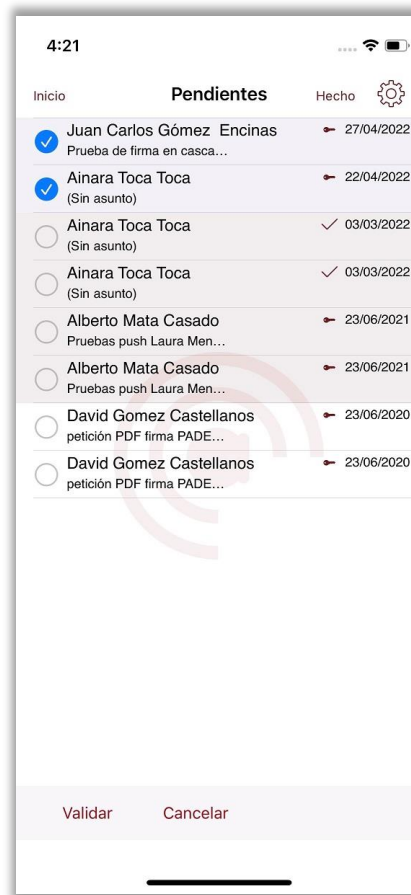 4:21
Inicio Pendientes Hecho
Juan Carlos Gómez Encinas 27/04/2022
Prueba de firma en casca...
Ainara Toca Toca 22/04/2022
(Sin asunto)
Ainara Toca Toca 03/03/2022
(Sin asunto)
Ainara Toca Toca 03/03/2022
(Sin asunto)
Alberto Mata Casado 23/06/2021
Pruebas push Laura Men...
Alberto Mata Casado 23/06/2021
Pruebas push Laura Men...
David Gomez Castellanos 23/06/2020
petición PDF firma PADE...
David Gomez Castellanos 23/06/2020
petición PDF firma PADE...
Validar Cancelar